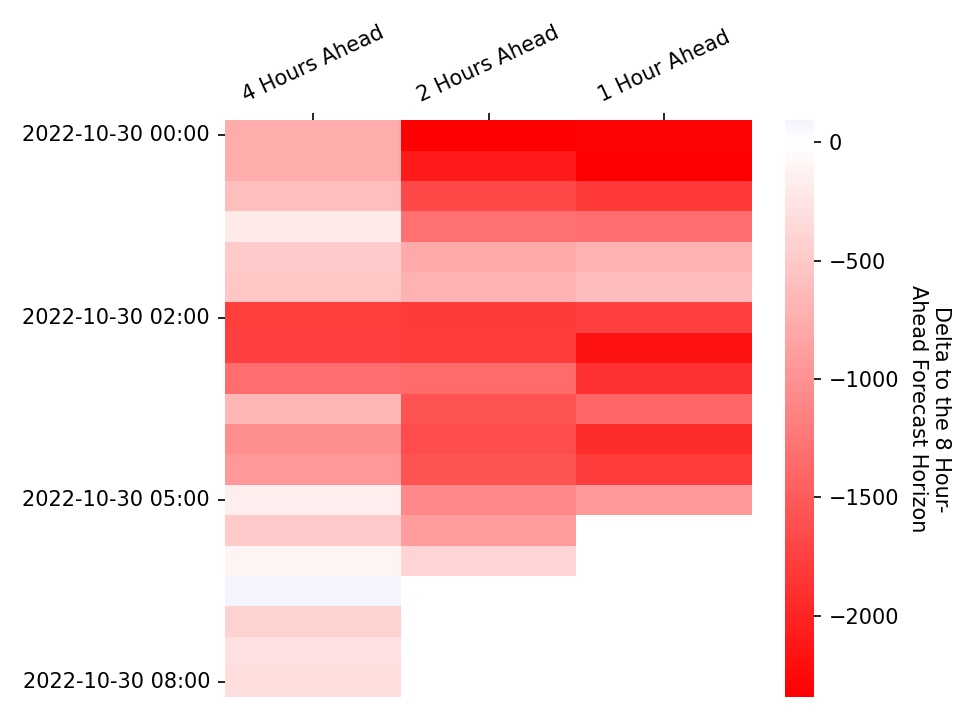 4 Hours Ahead
2 Hours Ahead
1 Hour Ahead
2022-10-30 00:00
2022-10-30 02:00
2022-10-30 05:00
2022-10-30 08:00
0
−500
−1000
−1500
−2000
Delta to the 8 Hour-
Ahead Forecast Horizon